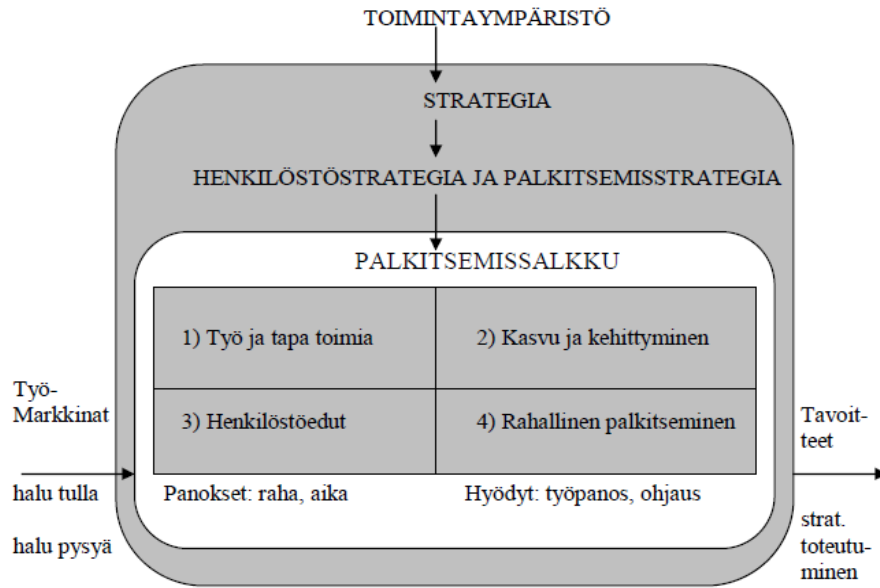 TOIMINTAYMPÄRISTÖ
STRATEGIA
HENKILÖSTÖSTRATEGIA JA PALKITSEMISSTRATEGIA
PALKITSEMISSALKKU
1) Työ ja tapa toimia
2) Kasvu ja kehittyminen
3) Henkilöstöedut
4) Rahallinen palkitseminen
Panokset: raha, aika
Hyödyt: työpanos, ohjaus
Työ-
Markkinat
halu tulla
halu pysyä
Tavoit-
teet
strat.
toteutu-
minen